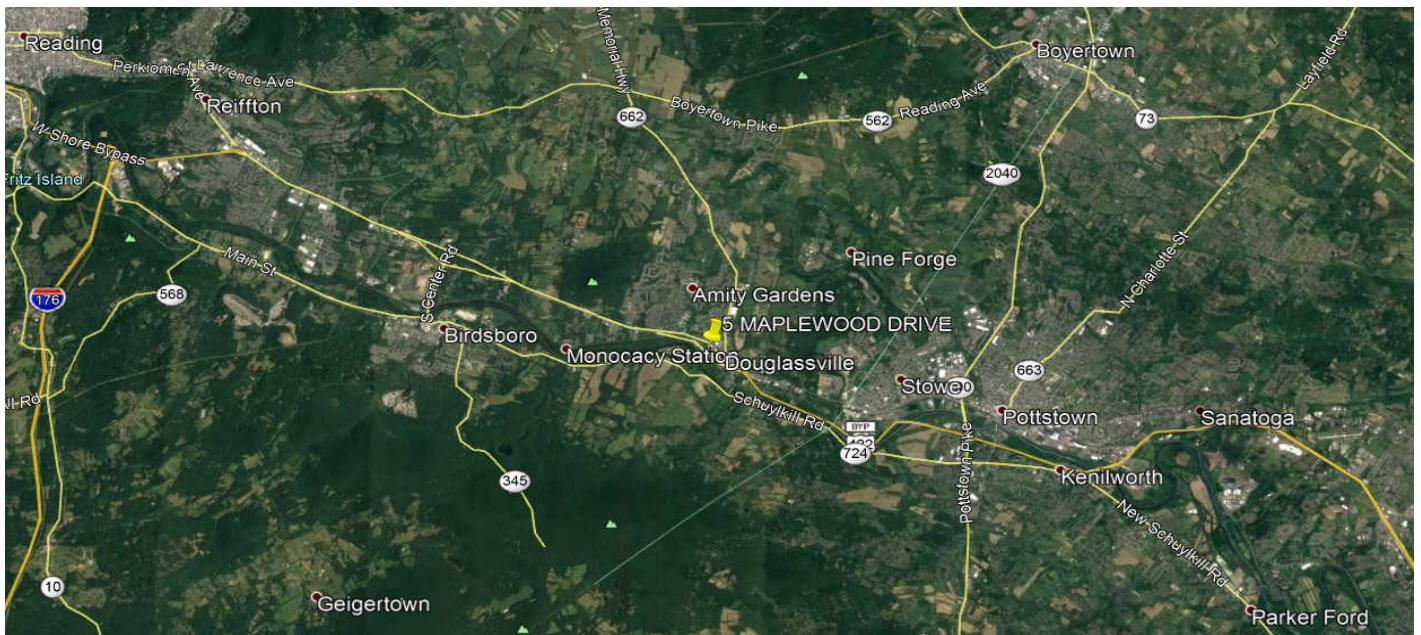 Reading
Perkiomen Ave
St Lawrence Ave
Memorial Hwy
Boyertown
Layfield Rd
Reiffton
662
Boyertown Pike
562
Reading Ave
73
W Shore Bypass
Fritz Island
2040
Main St
S Center Rd
Pine Forge
N Charlotte St
176
568
Amity Gardens
5 MAPLEWOOD DRIVE
Birdsboro
Monocacy Station
Douglassville
663
Stowe
Schuylkill Rd
Pottstown
Sanatoga
BYP
422
724
Pottstown Pike
Kenilworth
345
New Schuylkill Rd
10
Geigertown
Parker Ford